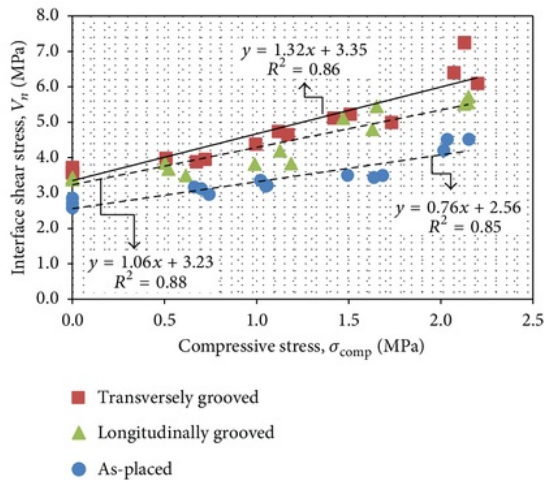 8.0
7.0
6.0
5.0
4.0
3.0
2.0
1.0
0.0
Interface shear stress, Vn (MPa)
y = 1.32x + 3.35
R² = 0.86
y = 1.06x + 3.23
R² = 0.88
y = 0.76x + 2.56
R² = 0.85
0.0 0.5 1.0 1.5 2.0 2.5
Compressive stress, σcomp (MPa)
Transversely grooved
Longitudinally grooved
As-placed